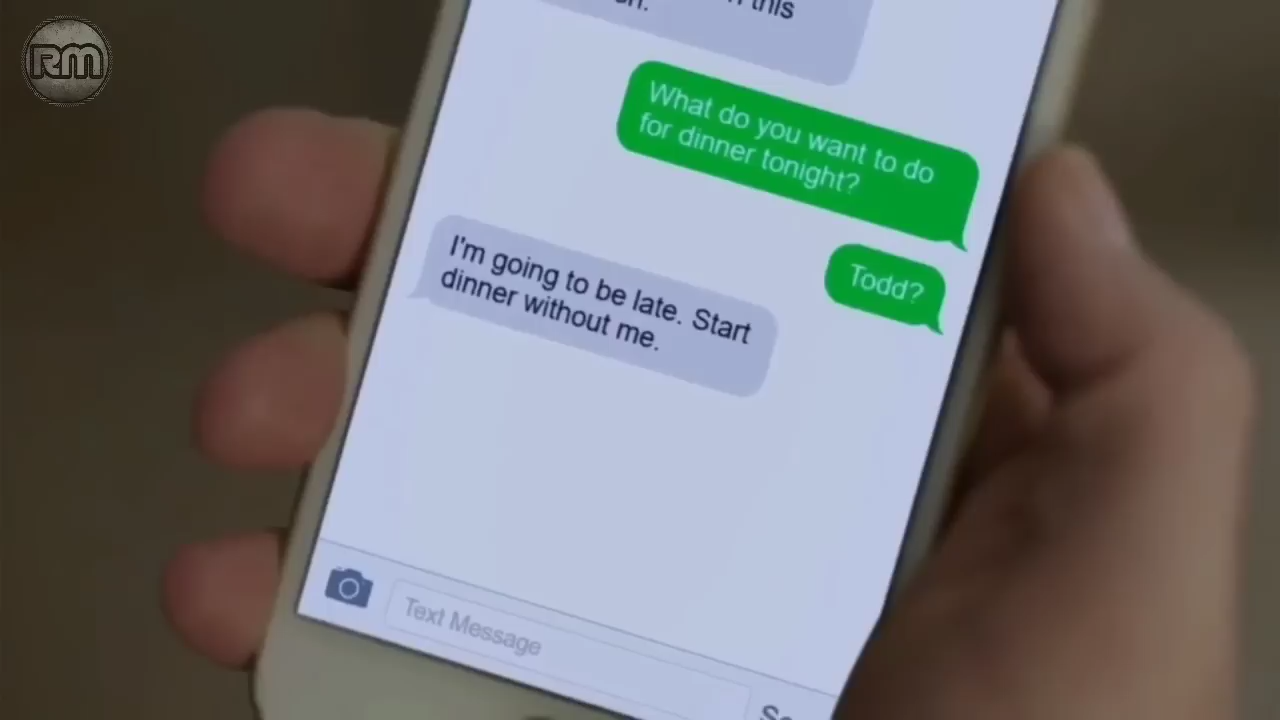 RM
this
What do you want to do
for dinner tonight?
Todd?
I'm going to be late. Start
dinner without me.
Text Message